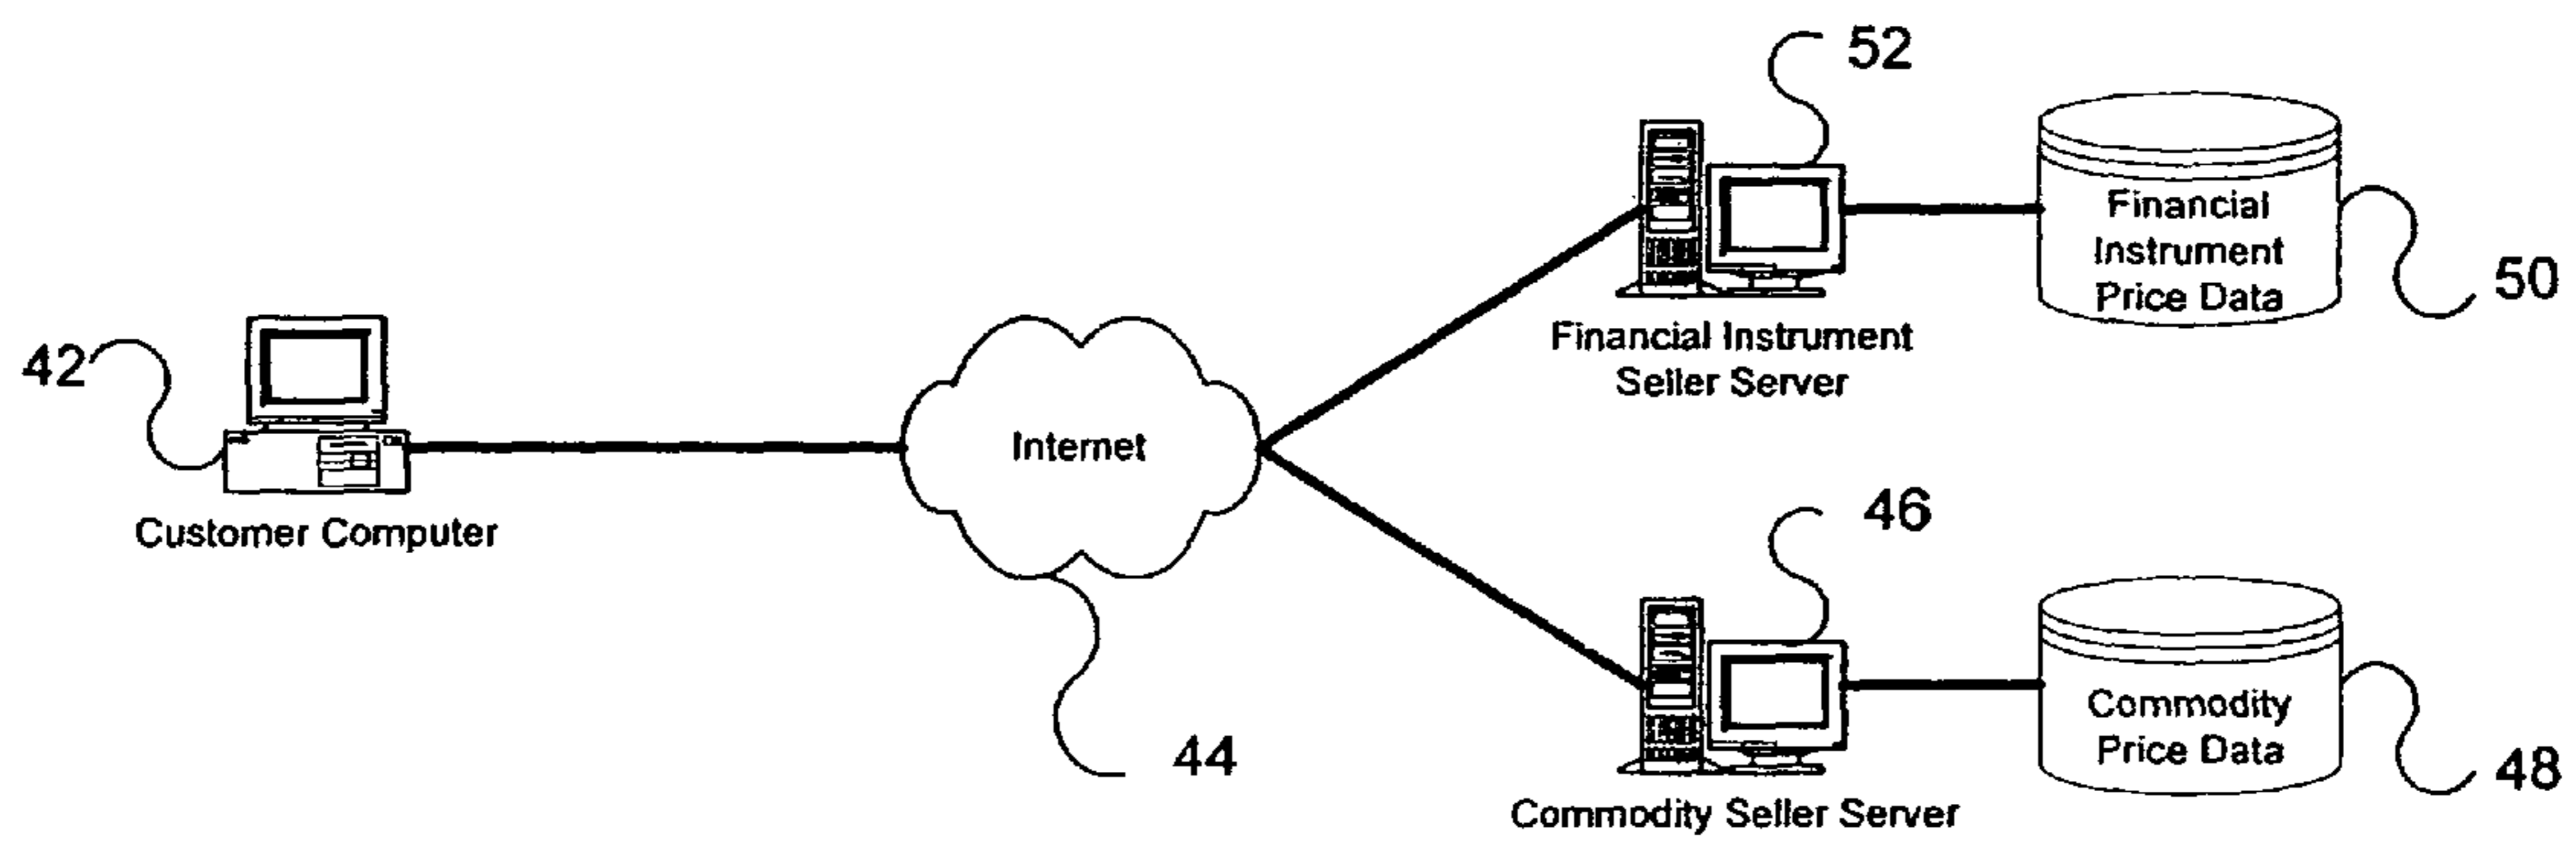 52
Financial
Instrument
Price Data
50
Financial Instrument
Seller Server
42
Customer Computer
Internet
44
46
Commodity
Price Data
48
Commodity Seller Server